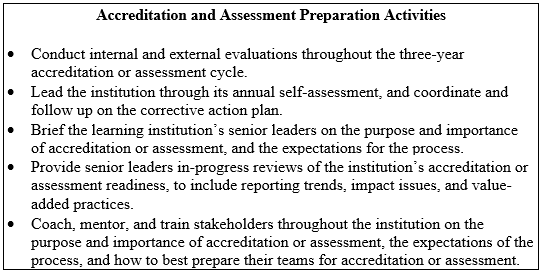 Accreditation and Assessment Preparation Activities
• Conduct internal and external evaluations throughout the three-year
accreditation or assessment cycle.
• Lead the institution through its annual self-assessment, and coordinate and
follow up on the corrective action plan.
• Brief the learning institution's senior leaders on the purpose and importance
of accreditation or assessment, and the expectations for the process.
• Provide senior leaders in-progress reviews of the institution's accreditation or
assessment readiness, to include reporting trends, impact issues, and value-
added practices.
• Coach, mentor, and train stakeholders throughout the institution on the
purpose and importance of accreditation or assessment, the expectations of the
process, and how to best prepare their teams for accreditation or assessment.